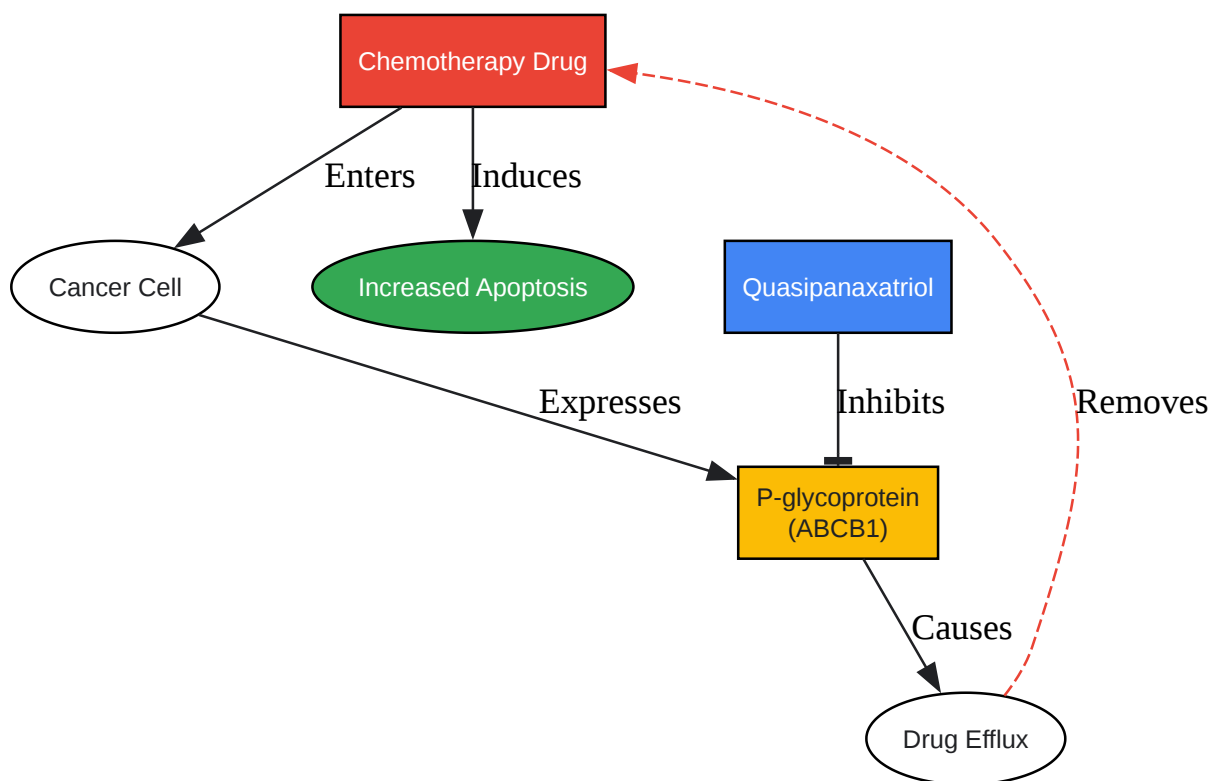 Chemotherapy Drug
Enters
Induces
Cancer Cell
Increased Apoptosis
Quasipanaxatriol
Expresses
Inhibits
Removes
P-glycoprotein
(ABCB1)
Causes
Drug Efflux